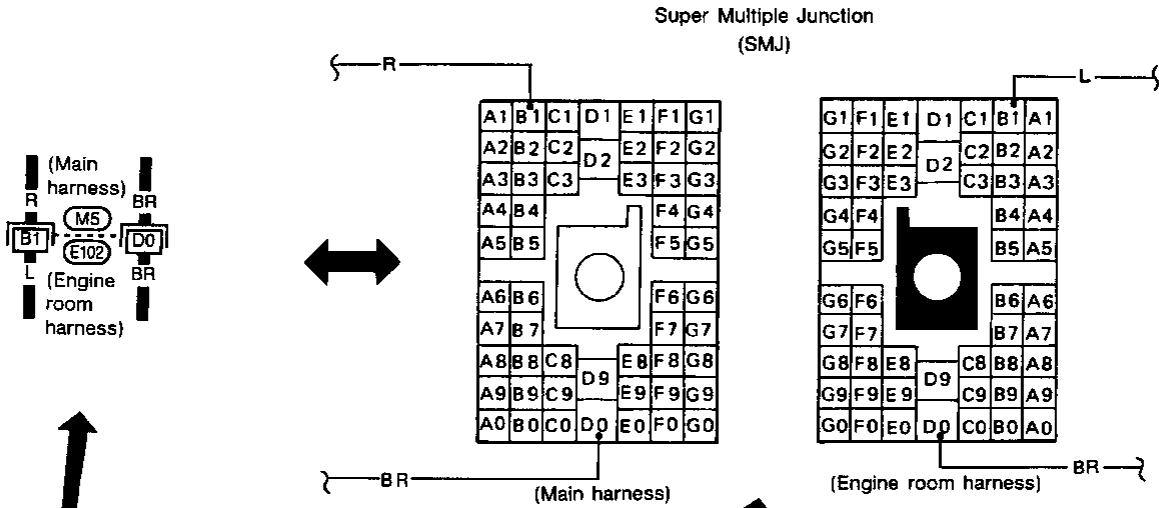 Super Multiple Junction
(SMJ)
R
L
A1 B1 C1 D1 E1 F1 G1
A2 B2 C2 D2 E2 F2 G2
A3 B3 C3 E3 F3 G3
A4 B4 F4 G4
A5 B5 F5 G5
A6 B6 F6 G6
A7 B7 F7 G7
A8 B8 C8 D9 E8 F8 G8
A9 B9 C9 E9 F9 G9
A0 B0 C0 D0 E0 F0 G0
BR
(Main harness)
G1 F1 E1 D1 C1 B1 A1
G2 F2 E2 D2 C2 B2 A2
G3 F3 E3 C3 B3 A3
G4 F4 B4 A4
G5 F5 B5 A5
G6 F6 B6 A6
G7 F7 B7 A7
G8 F8 E8 D9 C8 B8 A8
G9 F9 E9 C9 B9 A9
G0 F0 E0 D0 C0 B0 A0
BR
(Engine room harness)
(Main
harness)
R
BR
M5
B1
D0
E102
L
BR
(Engine
room
harness)